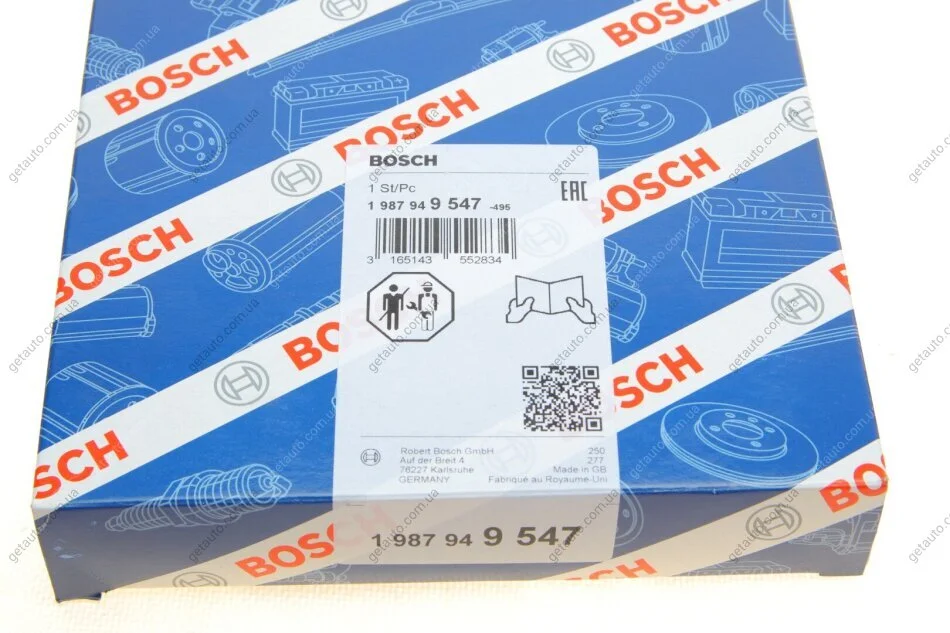 BOSCH
BOSCH
BOSCH
BOSCH
BOSCH
1 St/Pc
EAC
1 987 94 9 547 -495
BOSCH
3 165143 552834
BOSCH
BOSCH
BOSCH
Robert Bosch GmbH
Auf der Breit 4
76227 Karlsruhe
GERMANY
250
277
Made in GB
Fabriqué au Royaume-Uni
1 987 94 9 547
BOSCH
BOSCH
BO
getauto.com.ua